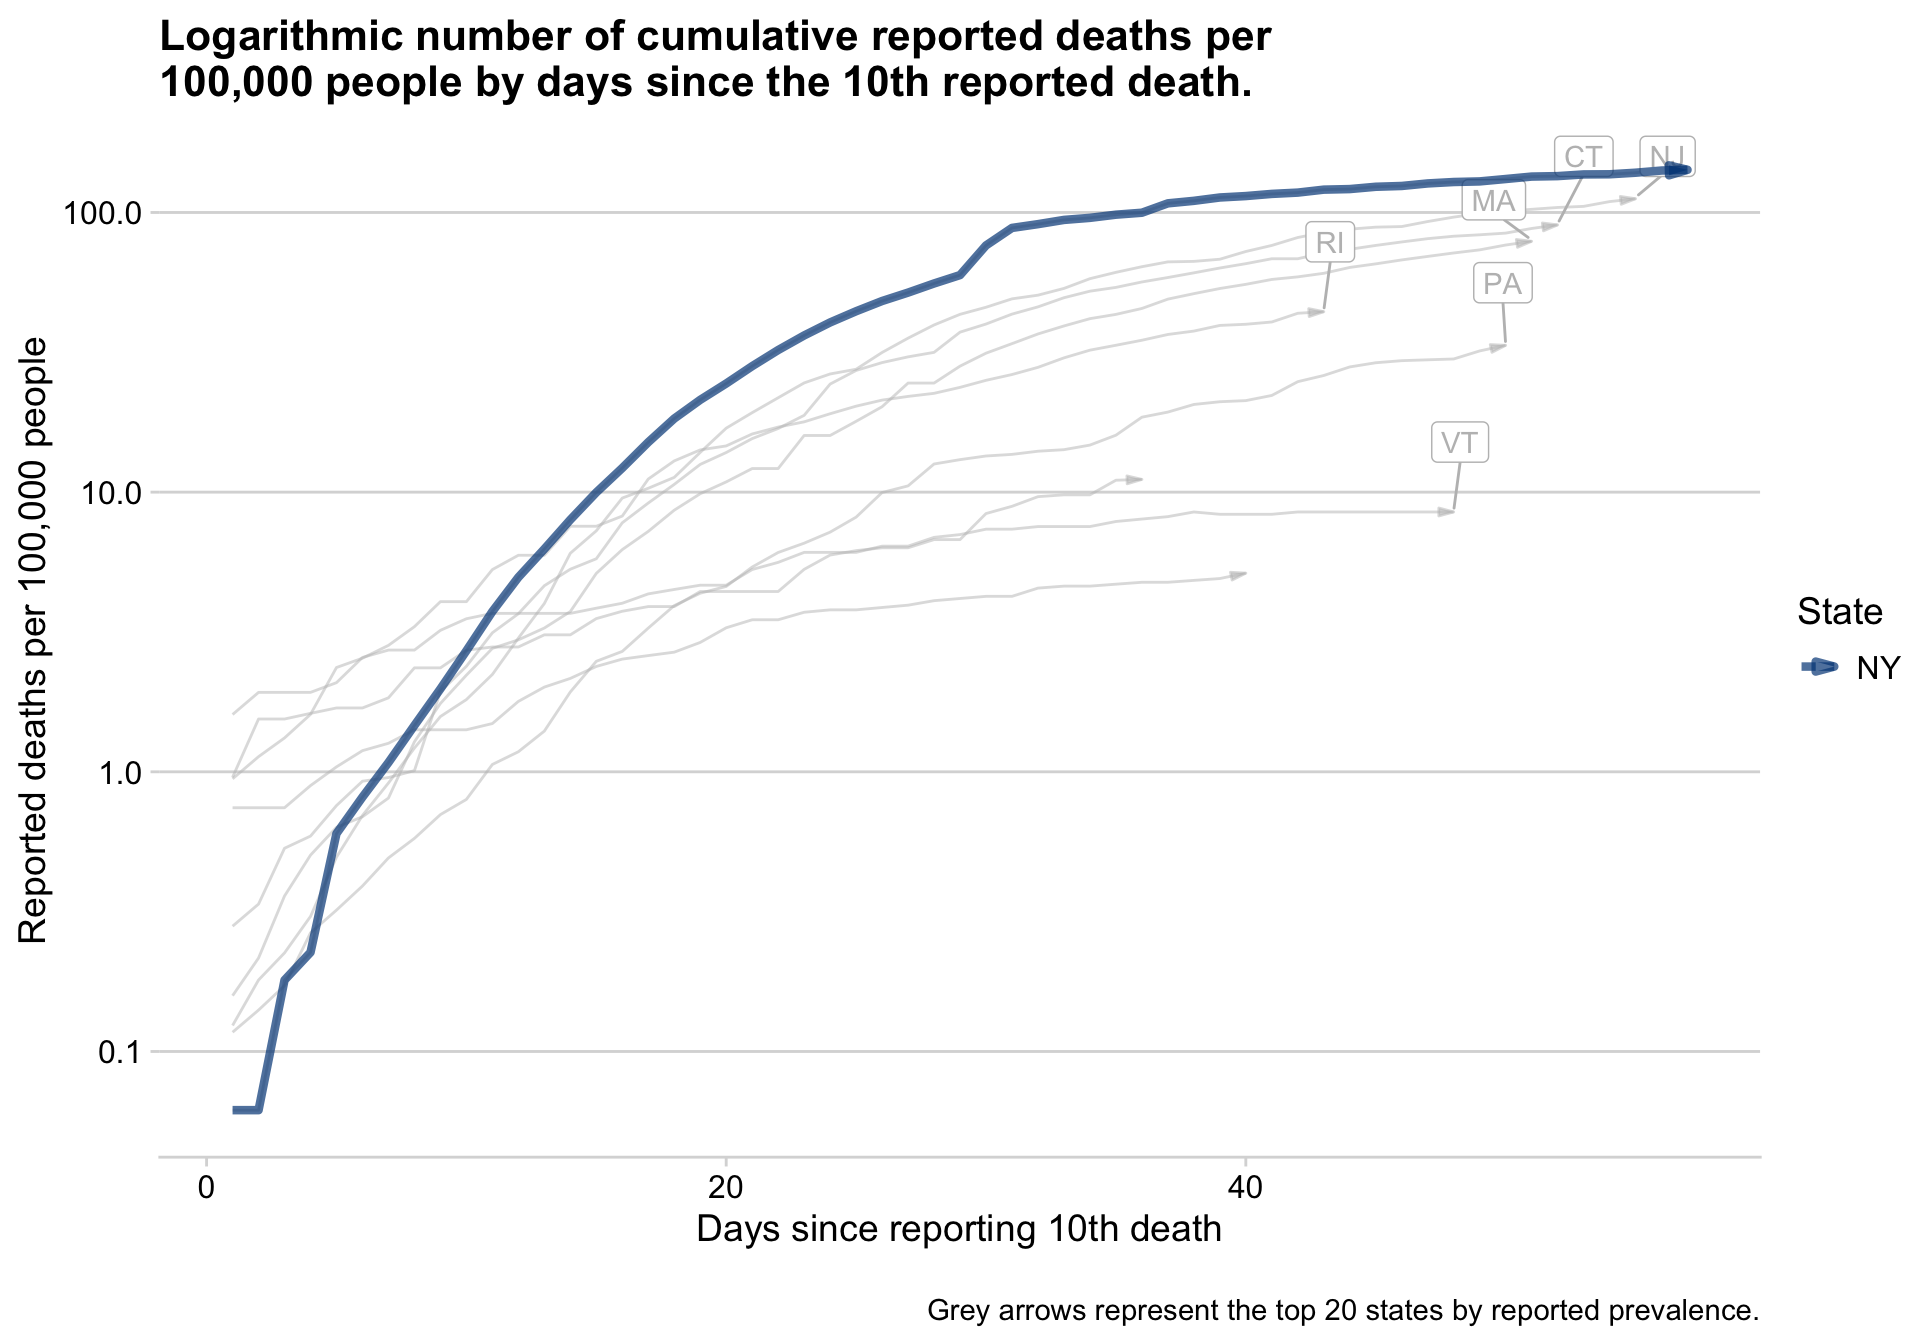 Logarithmic number of cumulative reported deaths per
100,000 people by days since the 10th reported death.
Reported deaths per 100,000 people
100.0
10.0
1.0
0.1
CT
NJ
MA
RI
PA
VT
State
NY
0
20
40
Days since reporting 10th death
Grey arrows represent the top 20 states by reported prevalence.